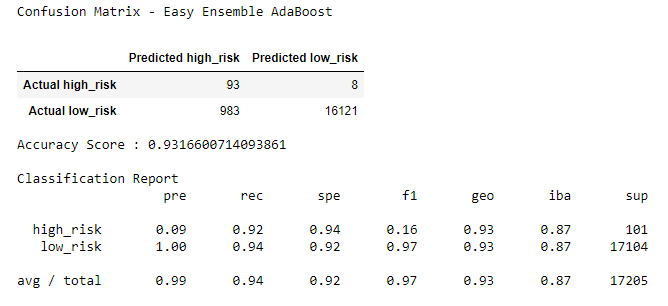 Confusion Matrix - Easy Ensemble AdaBoost
Predicted high_risk Predicted low_risk
Actual high_risk 93 8
Actual low_risk 983 16121
Accuracy Score : 0.9316600714093861
Classification Report
pre rec spe f1 geo iba sup
high_risk 0.09 0.92 0.94 0.16 0.93 0.87 101
low_risk 1.00 0.94 0.92 0.97 0.93 0.87 17104
avg / total 0.99 0.94 0.92 0.97 0.93 0.87 17205